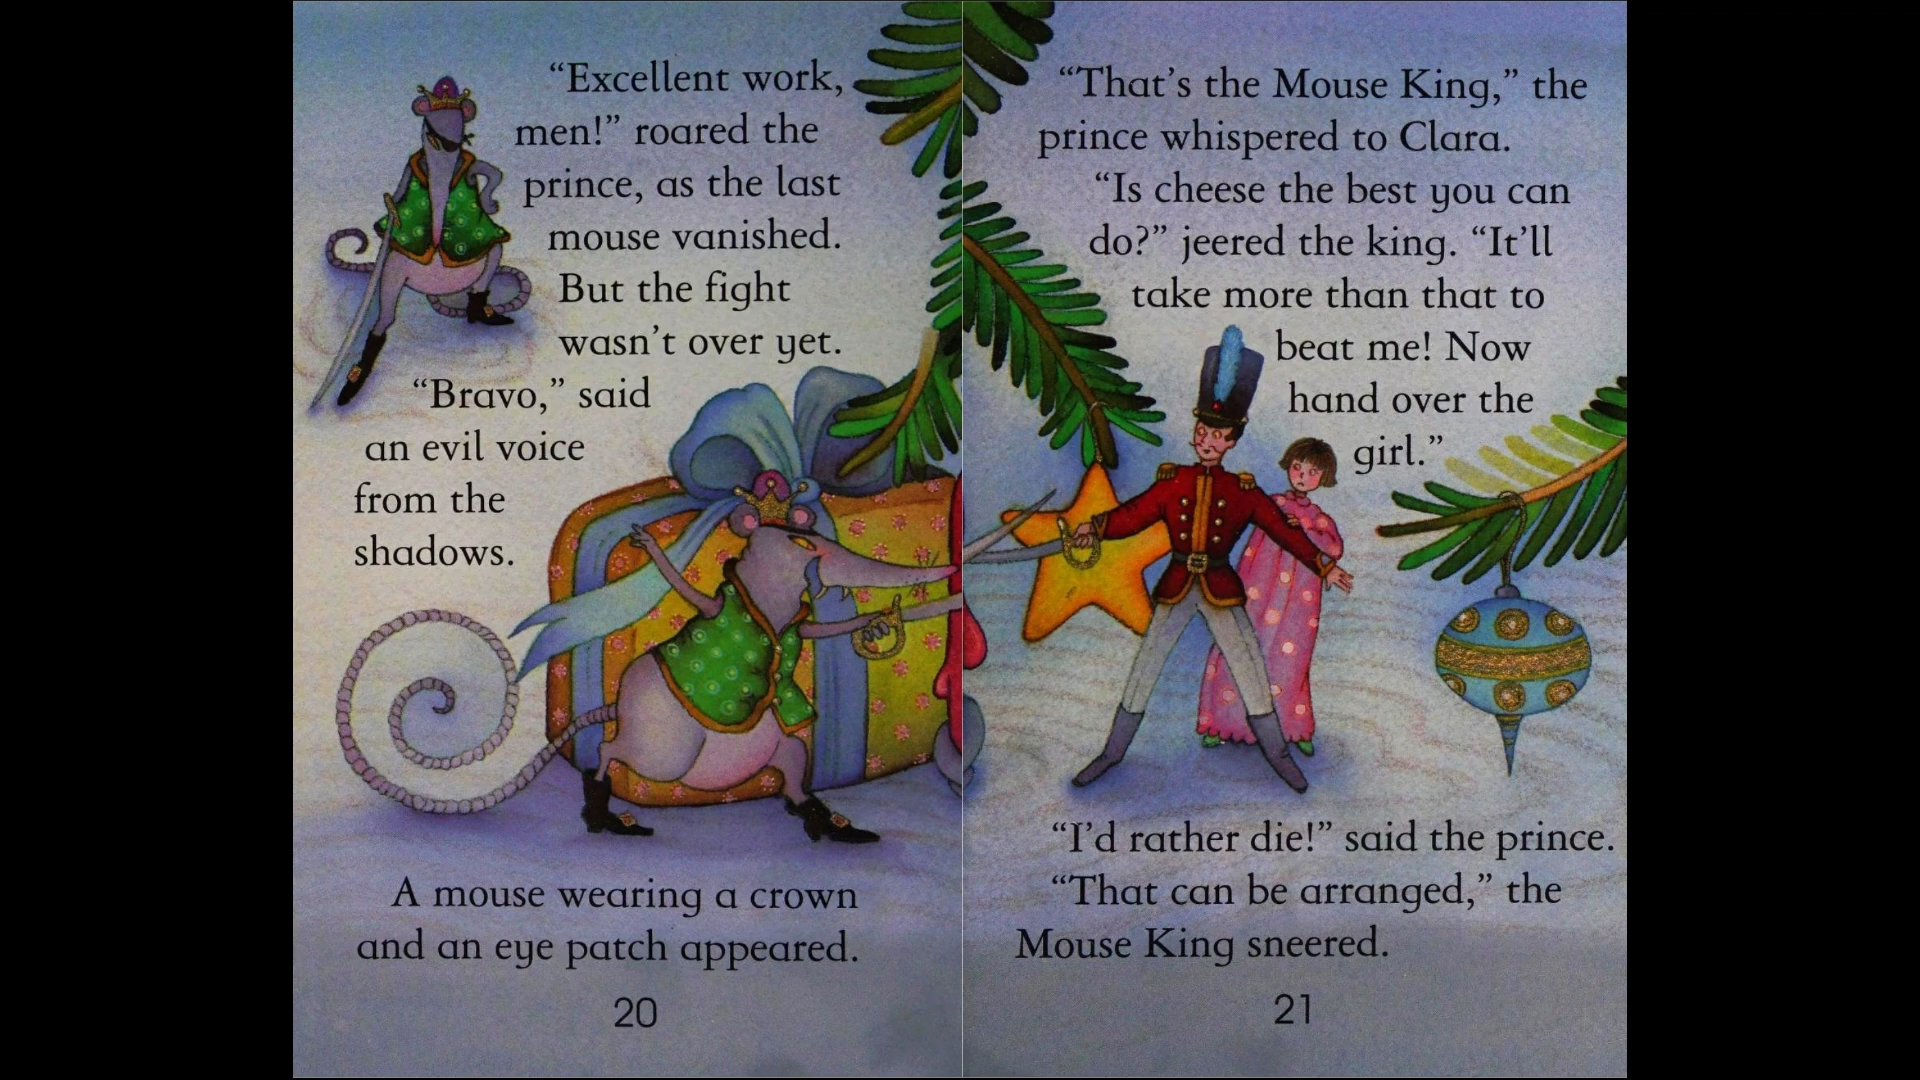 “Excellent work,
men!” roared the
prince, as the last
mouse vanished.
But the fight
wasn’t over yet.
“Bravo,” said
an evil voice
from the
shadows.
A mouse wearing a crown
and an eye patch appeared.
20
“That’s the Mouse King,” the
prince whispered to Clara.
“Is cheese the best you can
do?” jeered the king. “It’ll
take more than that to
beat me! Now
hand over the
girl.”
“I’d rather die!” said the prince.
“That can be arranged,” the
Mouse King sneered.
21